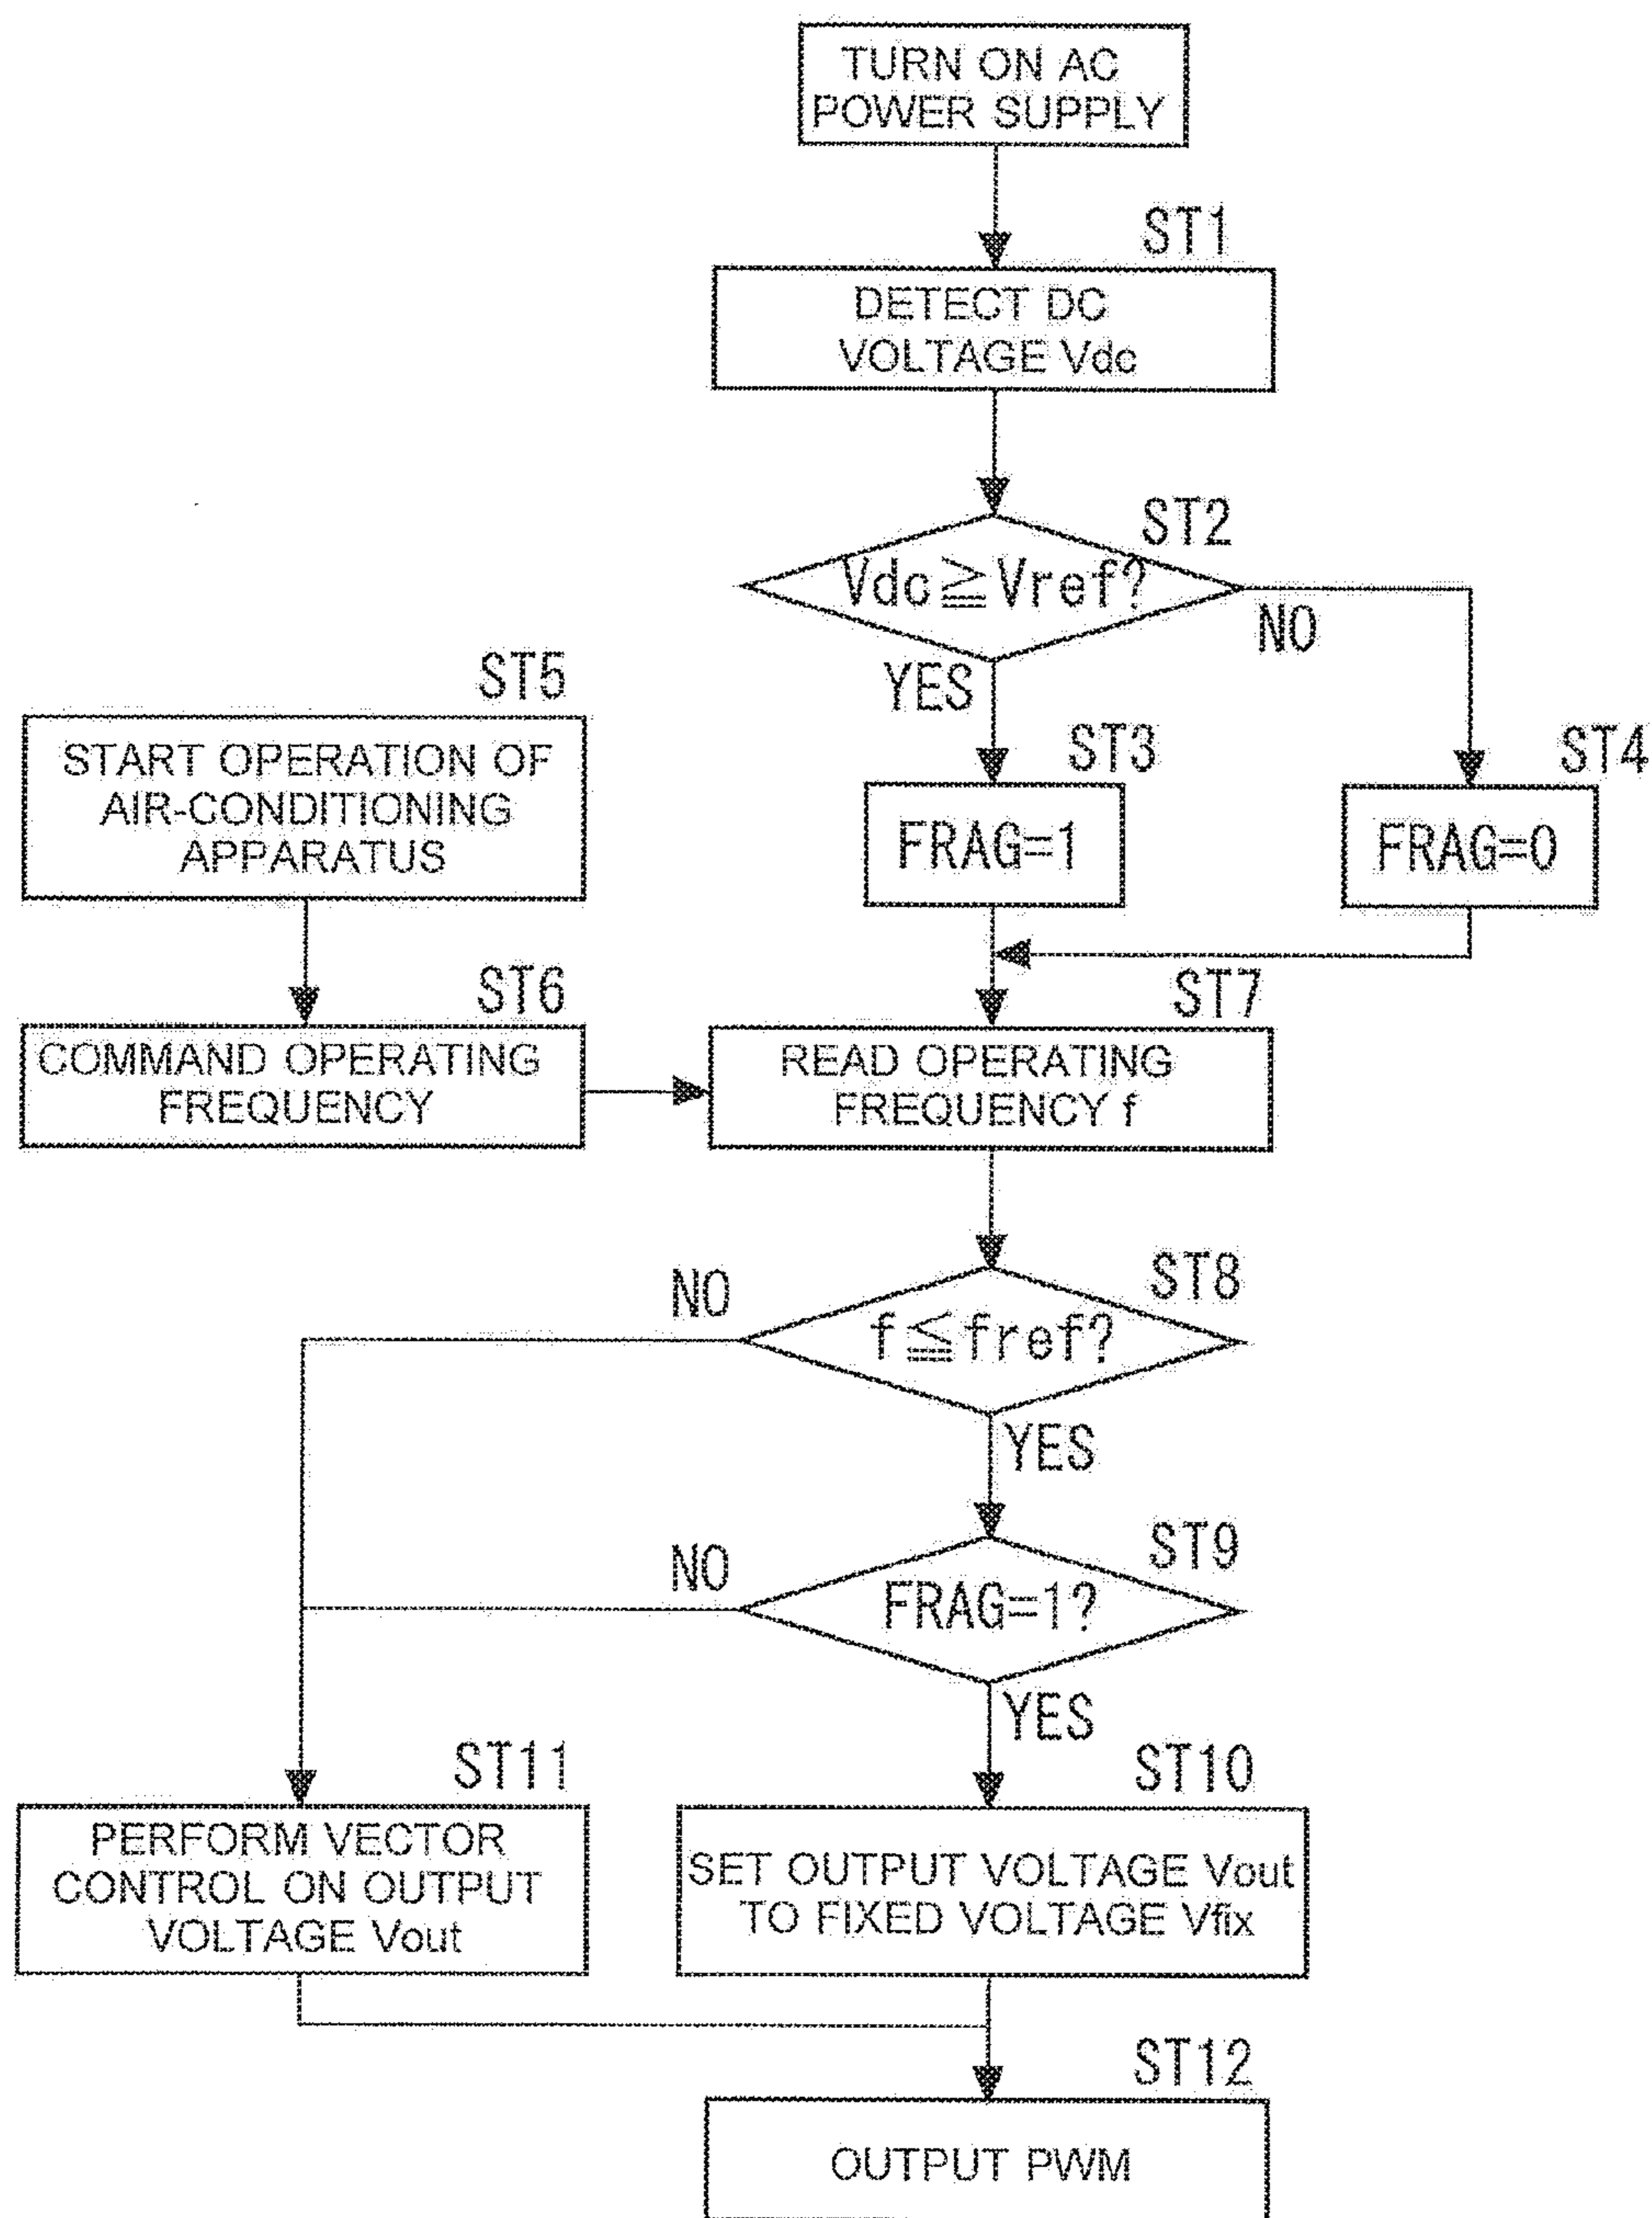 TURN ON AC
POWER SUPPLY
ST1
DETECT DC
VOLTAGE Vdc
ST2
Vdc≧Vref?
NO
YES
ST3
FRAG=1
ST4
FRAG=0
ST5
START OPERATION OF
AIR-CONDITIONING
APPARATUS
ST6
COMMAND OPERATING
FREQUENCY
ST7
READ OPERATING
FREQUENCY f
ST8
f≦fref?
NO
YES
ST9
FRAG=1?
NO
YES
ST11
PERFORM VECTOR
CONTROL ON OUTPUT
VOLTAGE Vout
ST10
SET OUTPUT VOLTAGE Vout
TO FIXED VOLTAGE Vfix
ST12
OUTPUT PWM